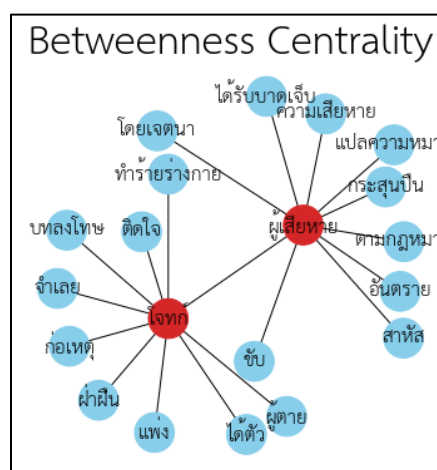 Betweenness Centrality
ได้รับบาดเจ็บ
ความเสียหาย
โดยเจตนา
แปลความหมา
ทำร้ายร่างกาย
กระสุนปืน
บทลงโทษ
ติดใจ
ผู้เสียหาย
ตามกฎหมา
อันตราย
จำเลย
โจทก์
สาหัส
ก่อเหตุ
ขับ
ฝ่าฝืน
ผู้ตาย
แพ่ง
ได้ตัว